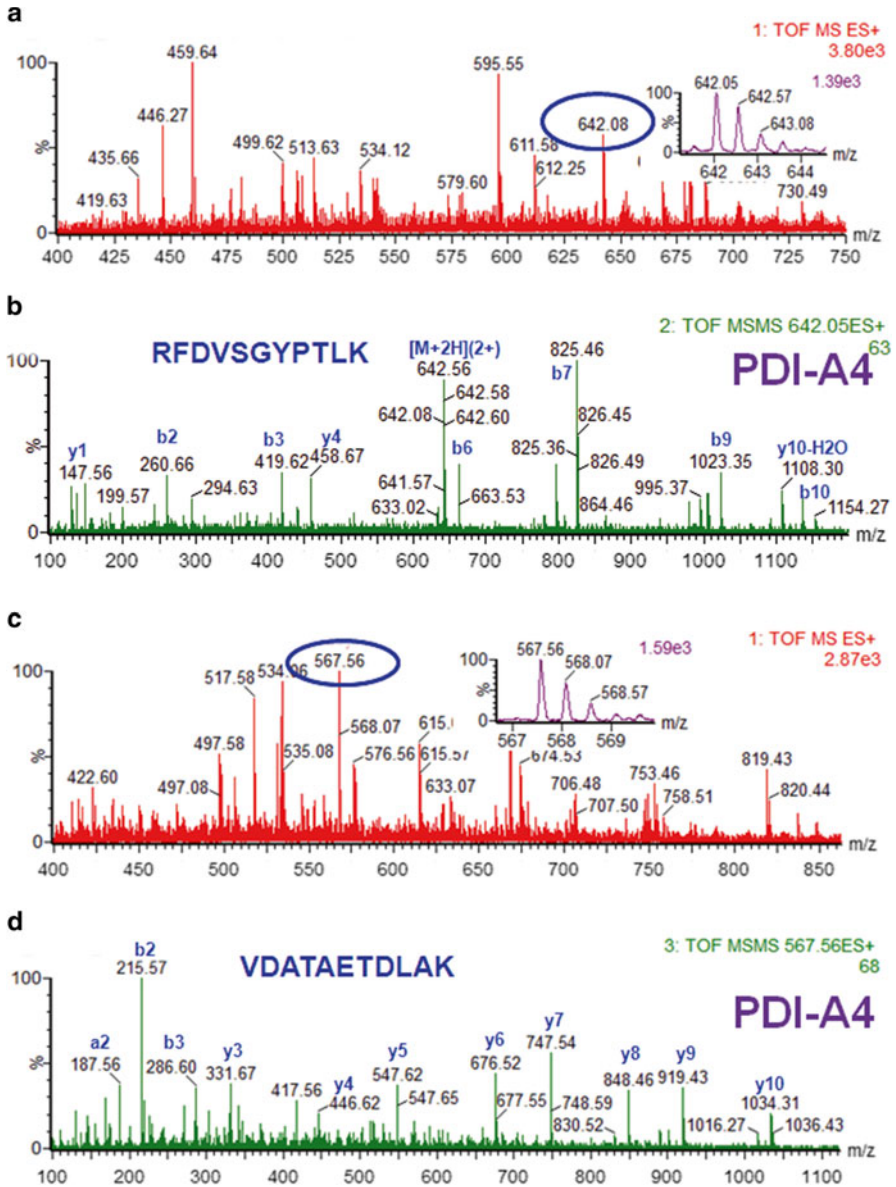 a
1: TOF MS ES+
3.80e3
459.64
595.55
1.39e3
100
446.27
642.08
100
642.05
642.57
643.08
%
499.62
513.63
534.12
611.58
612.25
%
m/z
435.66
419.63
579.60
642 643 644
730.49
0
400 425 450 475 500 525 550 575 600 625 650 675 700 725 750 m/z
b
2: TOF MSMS 642.05ES+
63
RFDVSGYPTLK
[M+2H](2+)
PDI-A4
100
642.56
825.46
b7
642.58
642.08
642.60
826.45
%
y1
b2
b3
y4
b6
825.36
b9
y10-H2O
147.56
260.66
419.62
458.67
826.49
1023.35
1108.30
199.57
294.63
641.57
633.02
663.53
864.46
995.37
b10
1154.27
0
100 200 300 400 500 600 700 800 900 1000 1100 m/z
c
1: TOF MS ES+
2.87e3
567.56
1.59e3
100
517.58
534.06
100
567.56
568.07
568.57
%
497.58
568.07
%
m/z
567 568 569
422.60
497.08
535.08
576.56
615.57
633.07
674.53
706.48
707.50
753.46
758.51
819.43
820.44
0
400 450 500 550 600 650 700 750 800 850 m/z
d
3: TOF MSMS 567.56ES+
68
b2
VDATAETDLAK
PDI-A4
100
215.57
%
a2
b3
y3
y4
y5
y6
y7
y8
y9
y10
187.56
286.60
331.67
417.56
446.62
547.62
547.65
676.52
677.55
747.54
748.59
830.52
848.46
919.43
1016.27
1034.31
1036.43
0
100 200 300 400 500 600 700 800 900 1000 1100 m/z